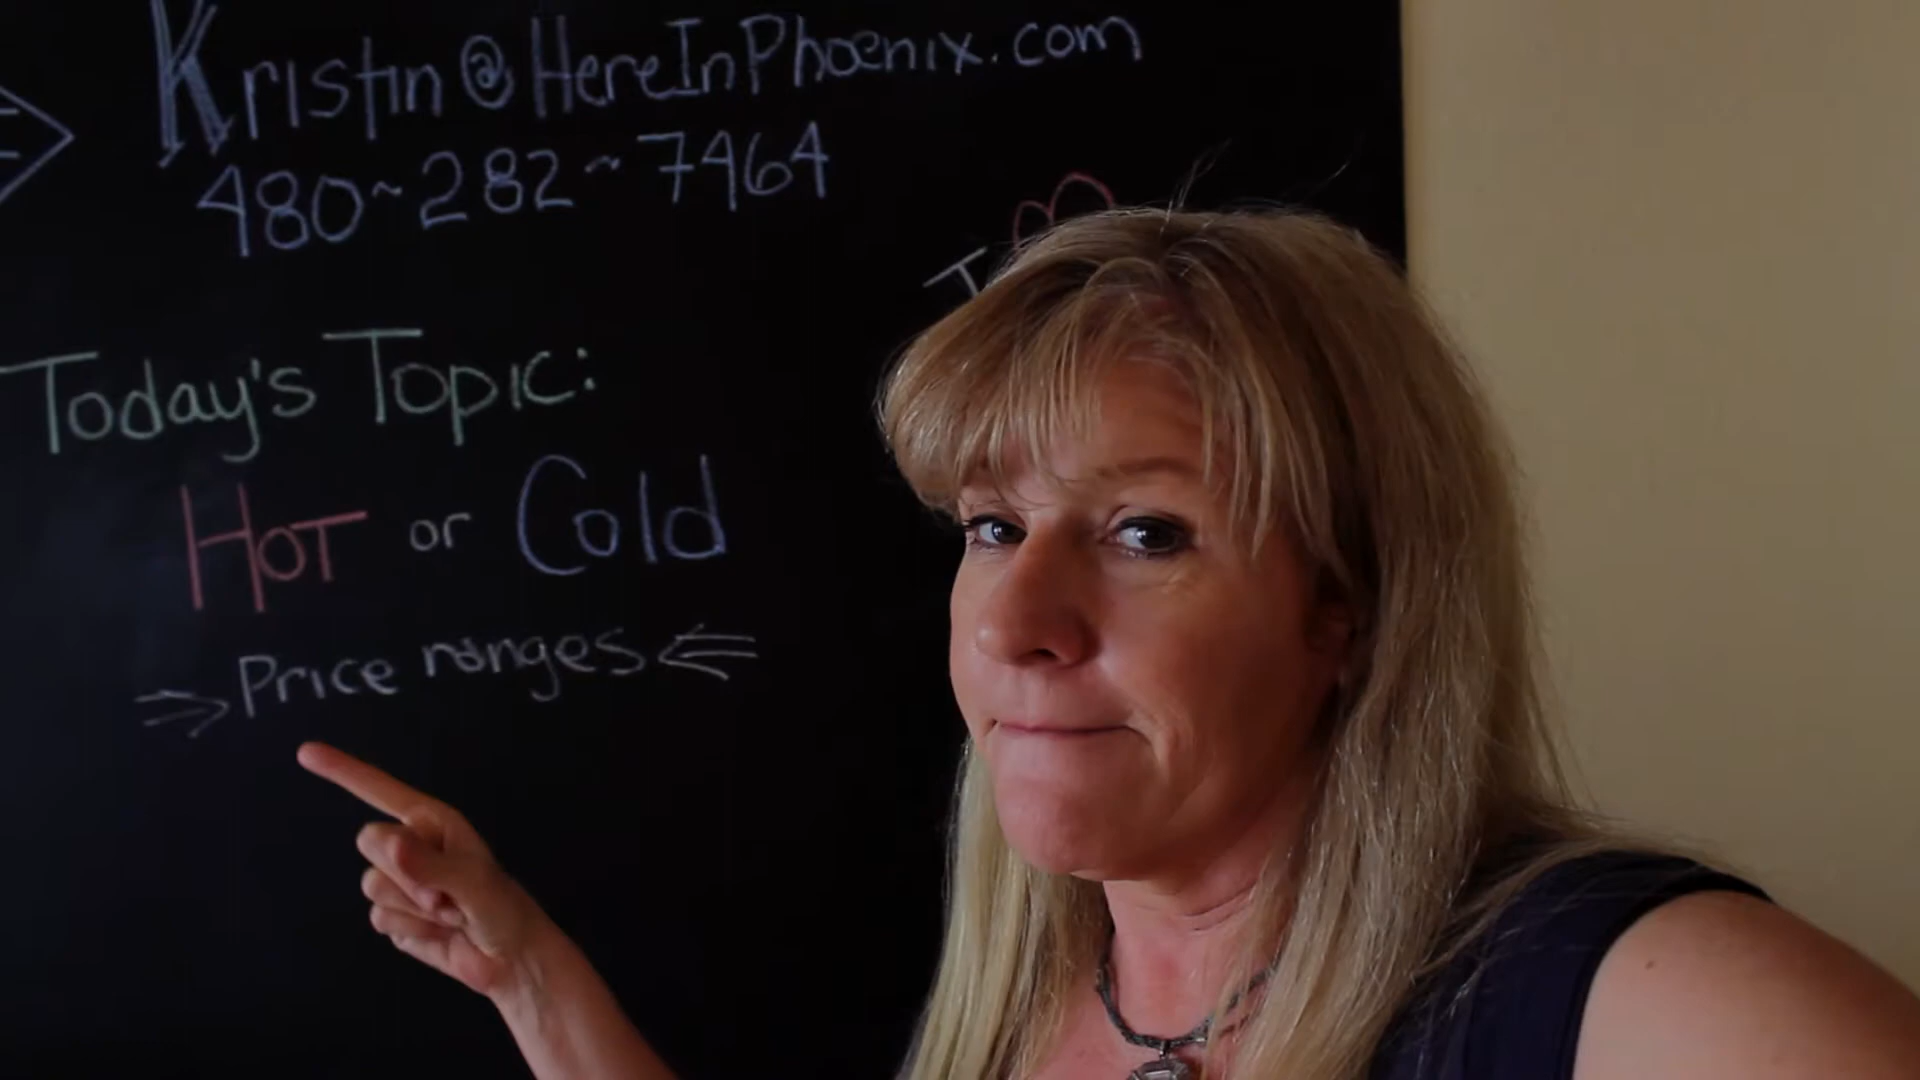 Kristin@HereInPhoenix.com
480~282~7464
Today's Topic:
HOT or Cold
⇒ Price ranges ⇐